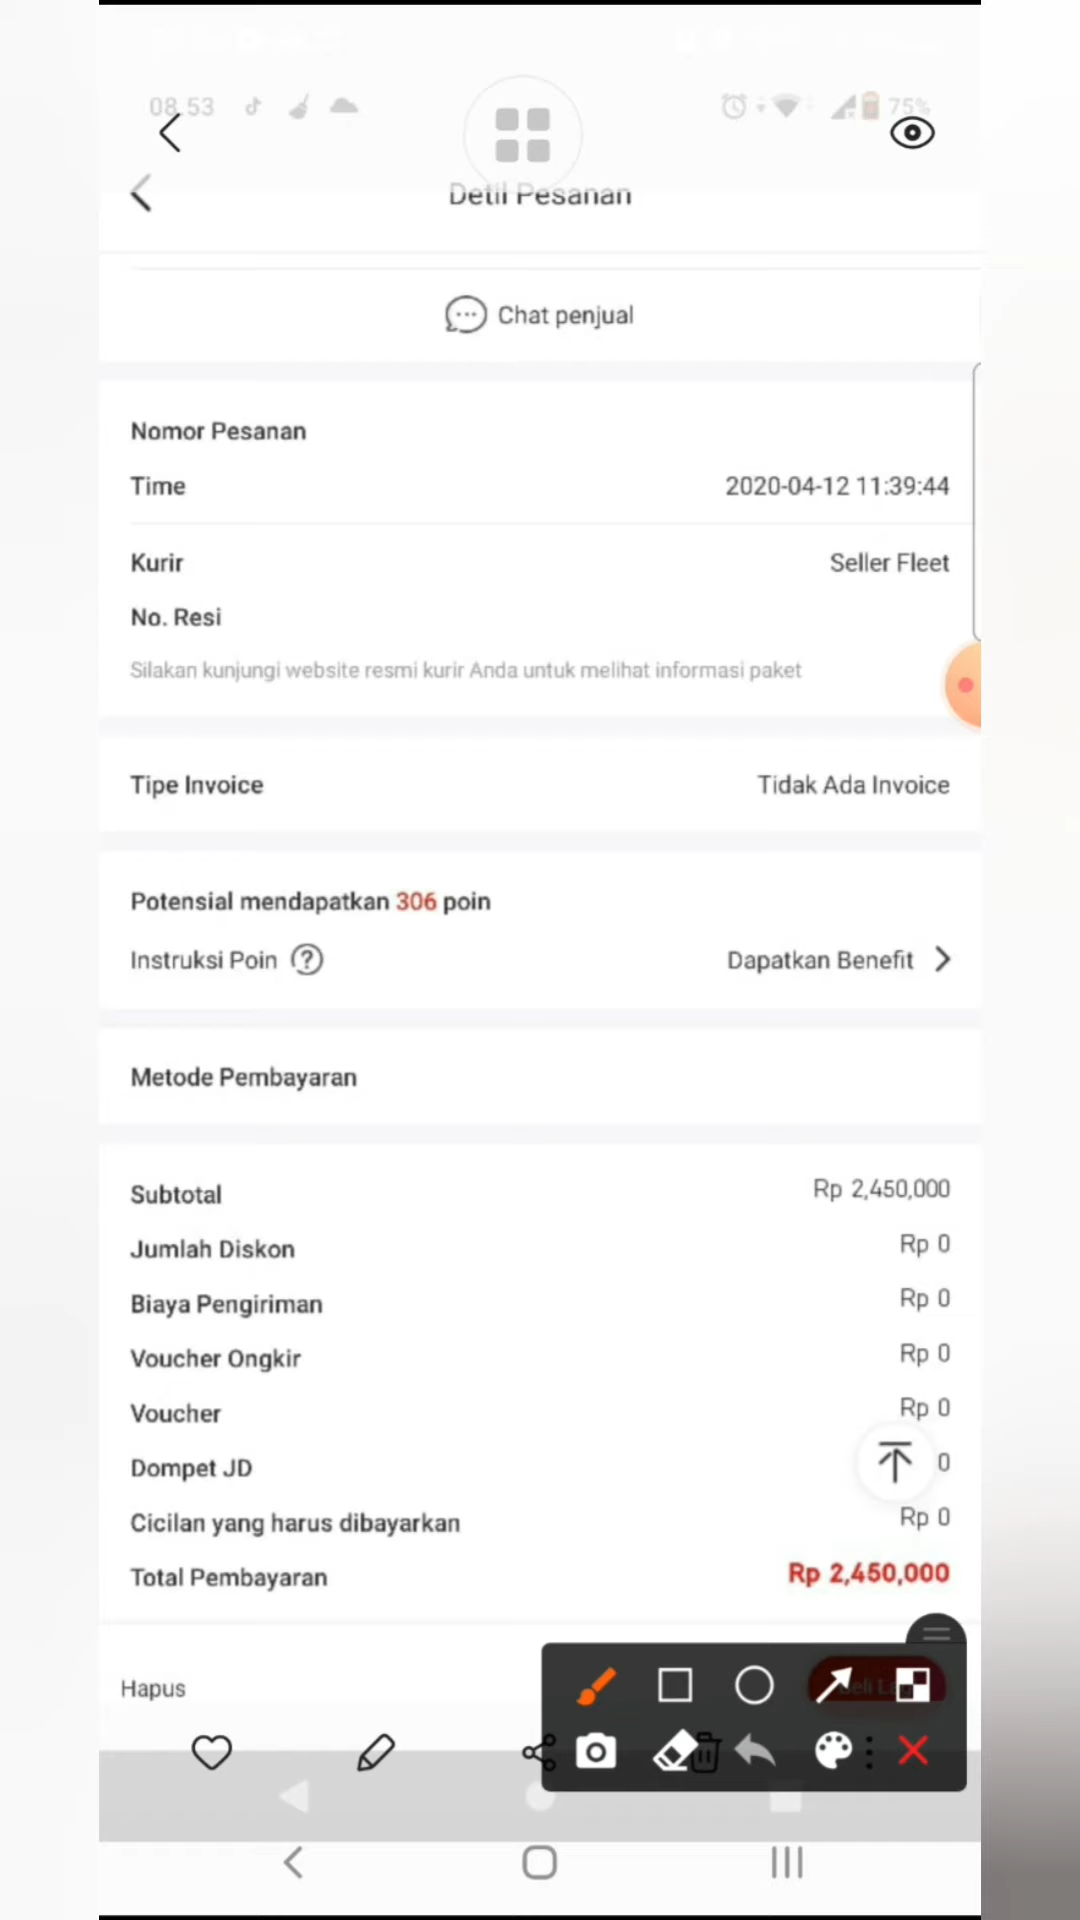 08.53
75%
Detil Pesanan
Chat penjual
Nomor Pesanan
Time 2020-04-12 11:39:44
Kurir Seller Fleet
No. Resi
Silakan kunjungi website resmi kurir Anda untuk melihat informasi paket
Tipe Invoice Tidak Ada Invoice
Potensial mendapatkan 306 poin
Instruksi Poin ? Dapatkan Benefit
Metode Pembayaran
Subtotal Rp 2,450,000
Jumlah Diskon Rp 0
Biaya Pengiriman Rp 0
Voucher Ongkir Rp 0
Voucher Rp 0
Dompet JD 0
Cicilan yang harus dibayarkan Rp 0
Total Pembayaran Rp 2,450,000
Hapus